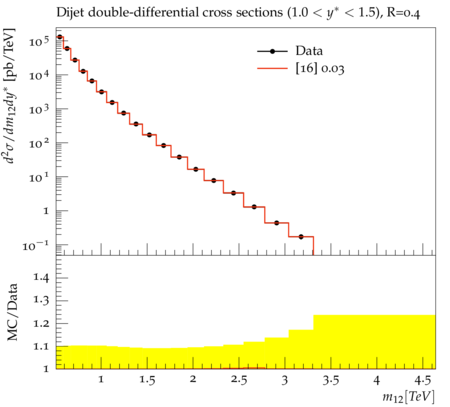 Dijet double-differential cross sections (1.0 < y* < 1.5), R=0.4
d²σ/dm₁₂dy* [pb/TeV]
10⁵
10⁴
10³
10²
10¹
1
10⁻¹
Data
[16] 0.03
MC/Data
1.4
1.3
1.2
1.1
1
1 1.5 2 2.5 3 3.5 4 4.5
m₁₂[TeV]